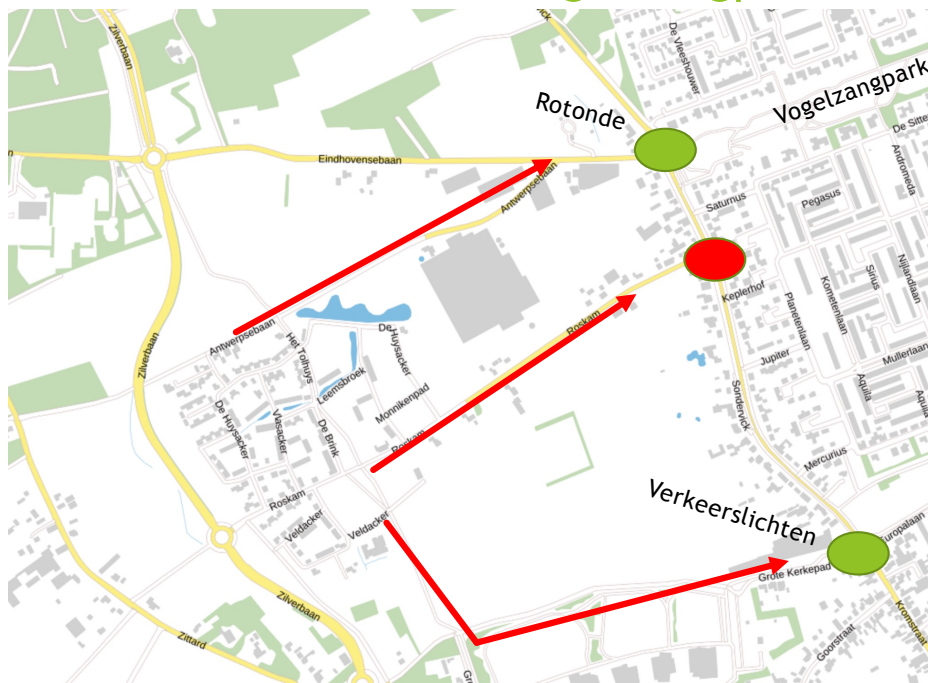 De Vleeshouwer
Zilverbaan
Rotonde
Vogelzangpark
De Sitter
Eindhovensebaan
Antwerpsebaan
Andromeda
Saturnus
Pegasus
Nijlandlaan
Sirius
Keplerhof
Kometenlaan
Planetenlaan
Roskam
Antwerpsebaan
De Huysacker
Het Tolhuys
Zilverbaan
Jupiter
Mullerlaan
Leemsbroek
Aquila
Aquila
Monnikenpad
Sondervick
De Huysacker
Vlasacker
De Brink
Roskam
Mercurius
Roskam
Verkeerslichten
Veldacker
Veldacker
Europalaan
Grote Kerkepad
Zilverbaan
Kromstraat
Zittard
Goorstraat